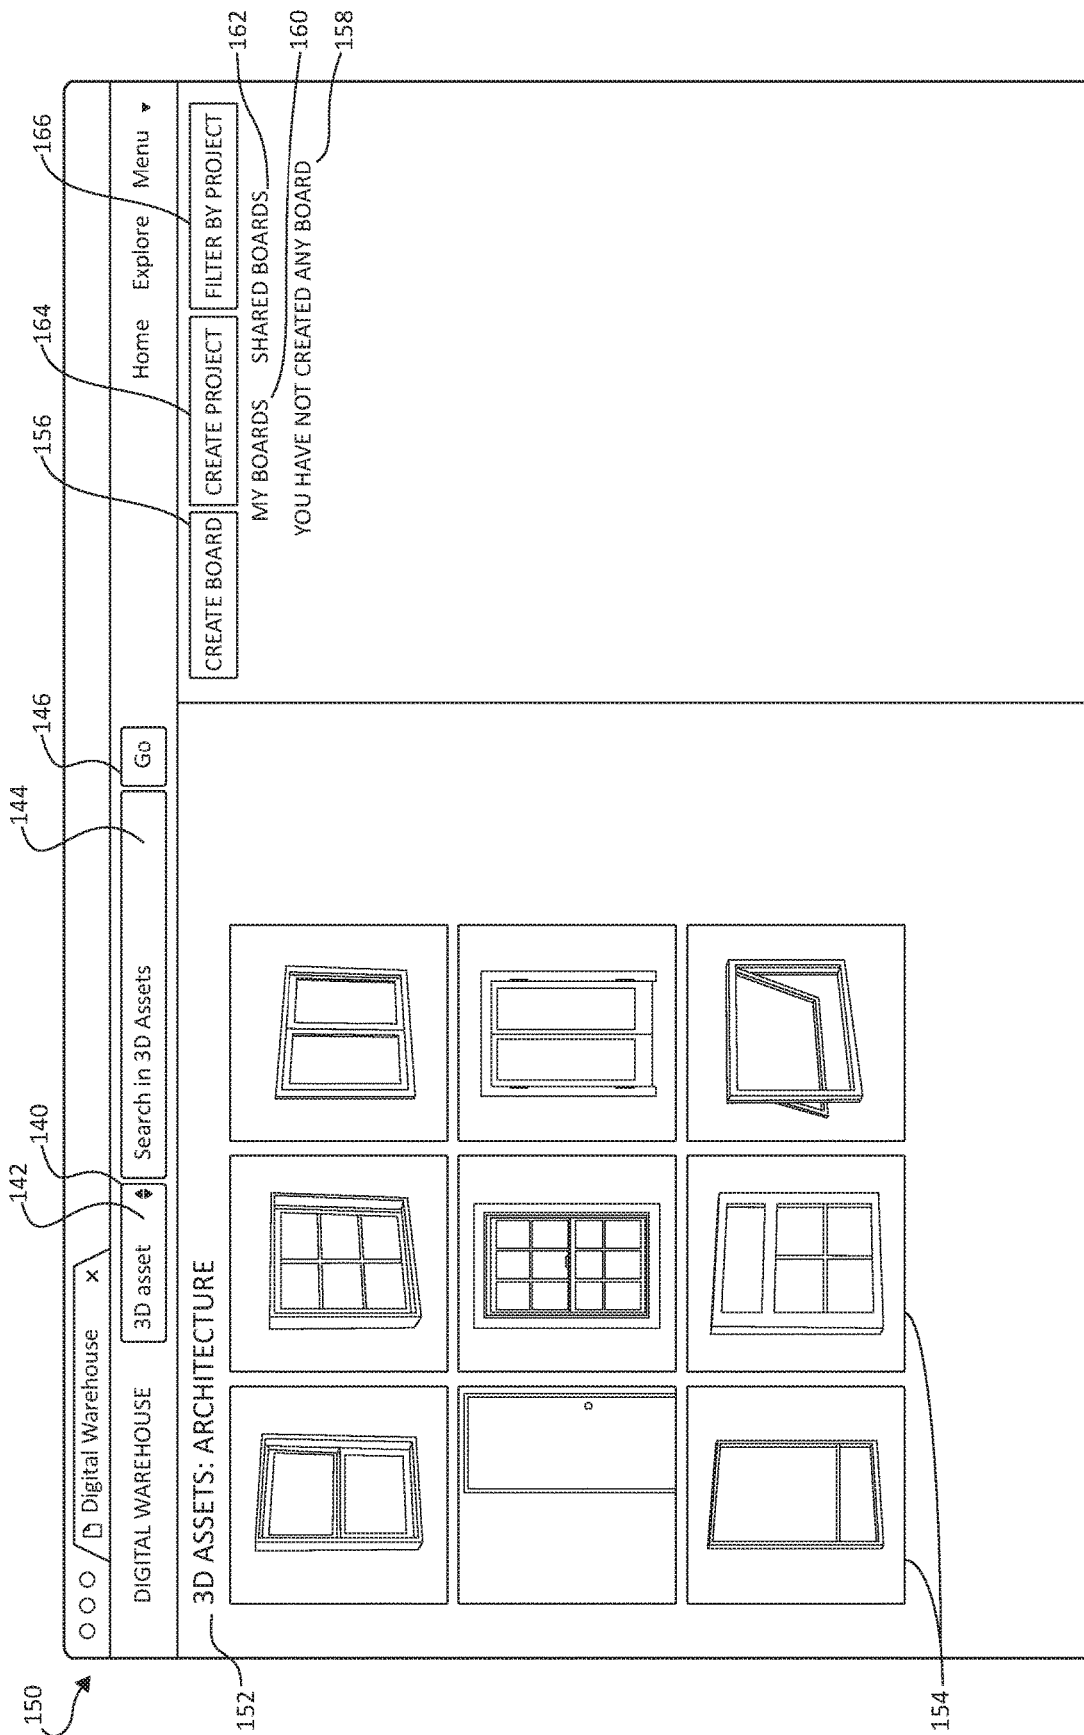 150
142
140
144
146
156
164
166
Digital Warehouse x
DIGITAL WAREHOUSE 3D asset Search in 3D Assets Go Home Explore Menu
152 3D ASSETS: ARCHITECTURE
CREATE BOARD CREATE PROJECT FILTER BY PROJECT
MY BOARDS SHARED BOARDS
YOU HAVE NOT CREATED ANY BOARD
162
160
158
154